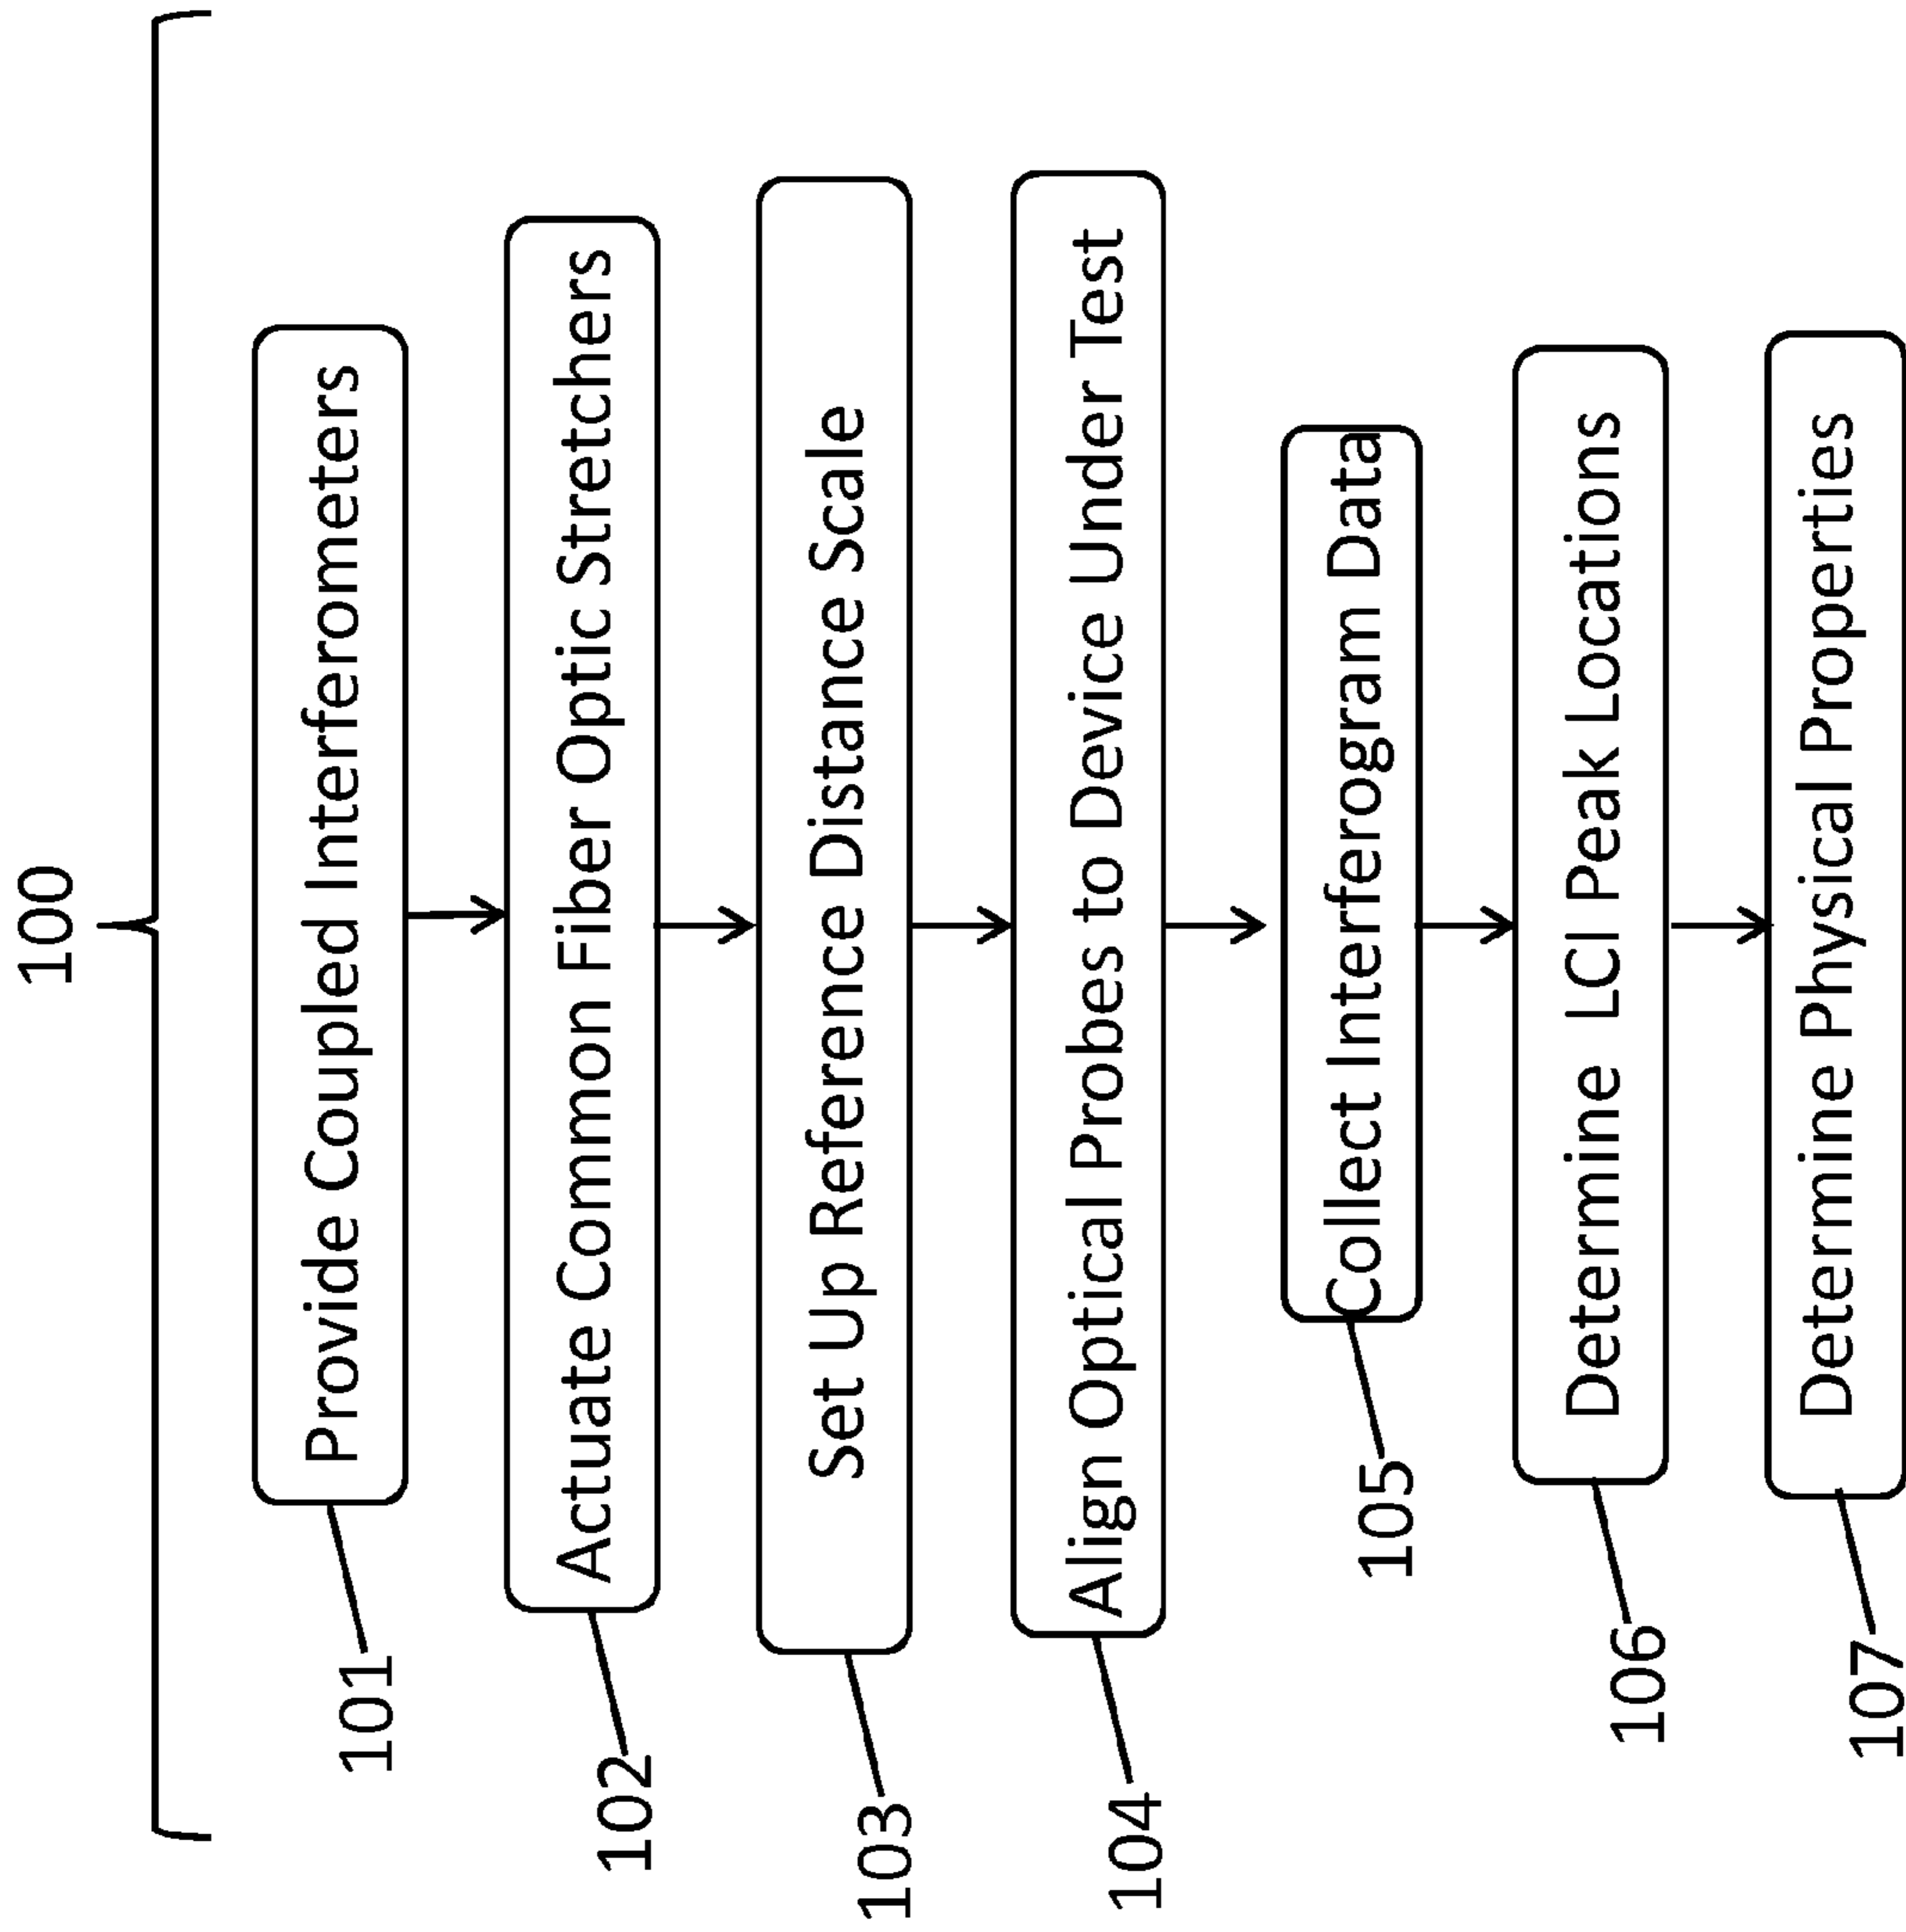 100
Provide Coupled Interferometers
101
Actuate Common Fiber Optic Stretchers
102
Set Up Reference Distance Scale
103
Align Optical Probes to Device Under Test
104
Collect Interferogram Data
105
Determine LCI Peak Locations
106
Determine Physical Properties
107